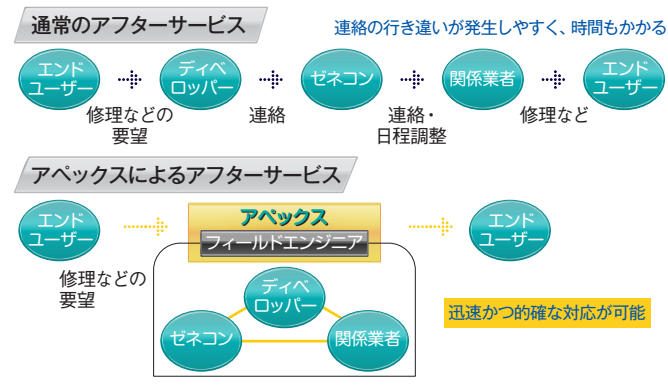 通常のアフターサービス
連絡の行き違いが発生しやすく、時間もかかる
エンド
ユーザー
修理などの
要望
ディベ
ロッパー
連絡
ゼネコン
連絡・
日程調整
関係業者
修理など
エンド
ユーザー
アペックスによるアフターサービス
エンド
ユーザー
修理などの
要望
アペックス
フィールドエンジニア
ディベ
ロッパー
ゼネコン
関係業者
エンド
ユーザー
迅速かつ的確な対応が可能